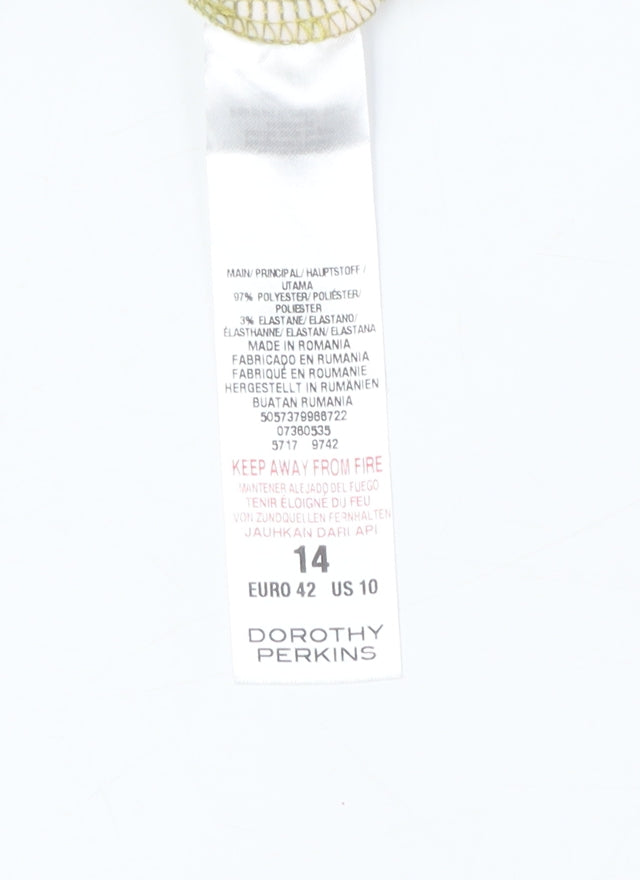 MAIN/ PRINCIPAL/ HAUPTSTOFF/
UTAMA
97% POLYESTER/ POLIÉSTER/
POLIESTER
3% ELASTANE/ ELASTANO/
ÉLASTHANNE/ ELASTAN/ ELASTANA
MADE IN ROMANIA
FABRICADO EN RUMANIA
FABRIQUÉ EN ROUMANIE
HERGESTELLT IN RUMÄNIEN
BUATAN RUMANIA
5057379988722
07380535
5717 9742
KEEP AWAY FROM FIRE
MANTENER ALEJADO DEL FUEGO
TENIR ÉLOIGNE DU FEU
VON ZUNDQUELLEN FERNHALTEN
JAUHKAN DARI API
14
EURO 42 US 10
DOROTHY
PERKINS